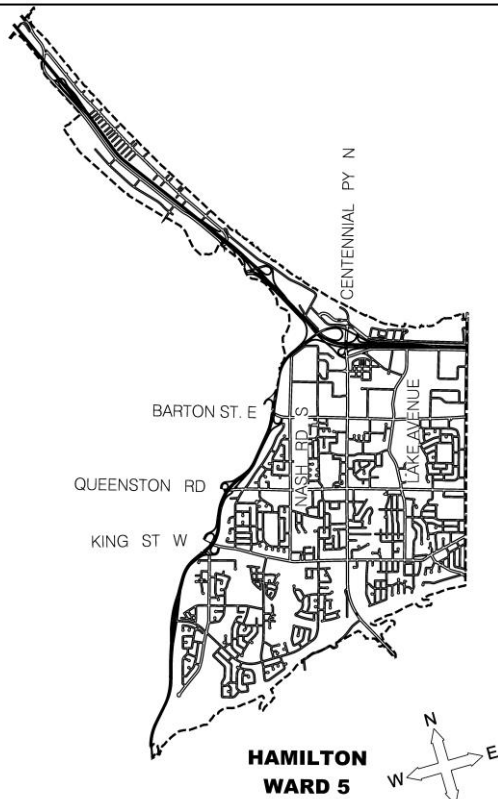 CENTENNIAL PY N
BARTON ST. E
NASH RD S
LAKE AVENUE
QUEENSTON RD
KING ST W
HAMILTON
WARD 5
N
W
E